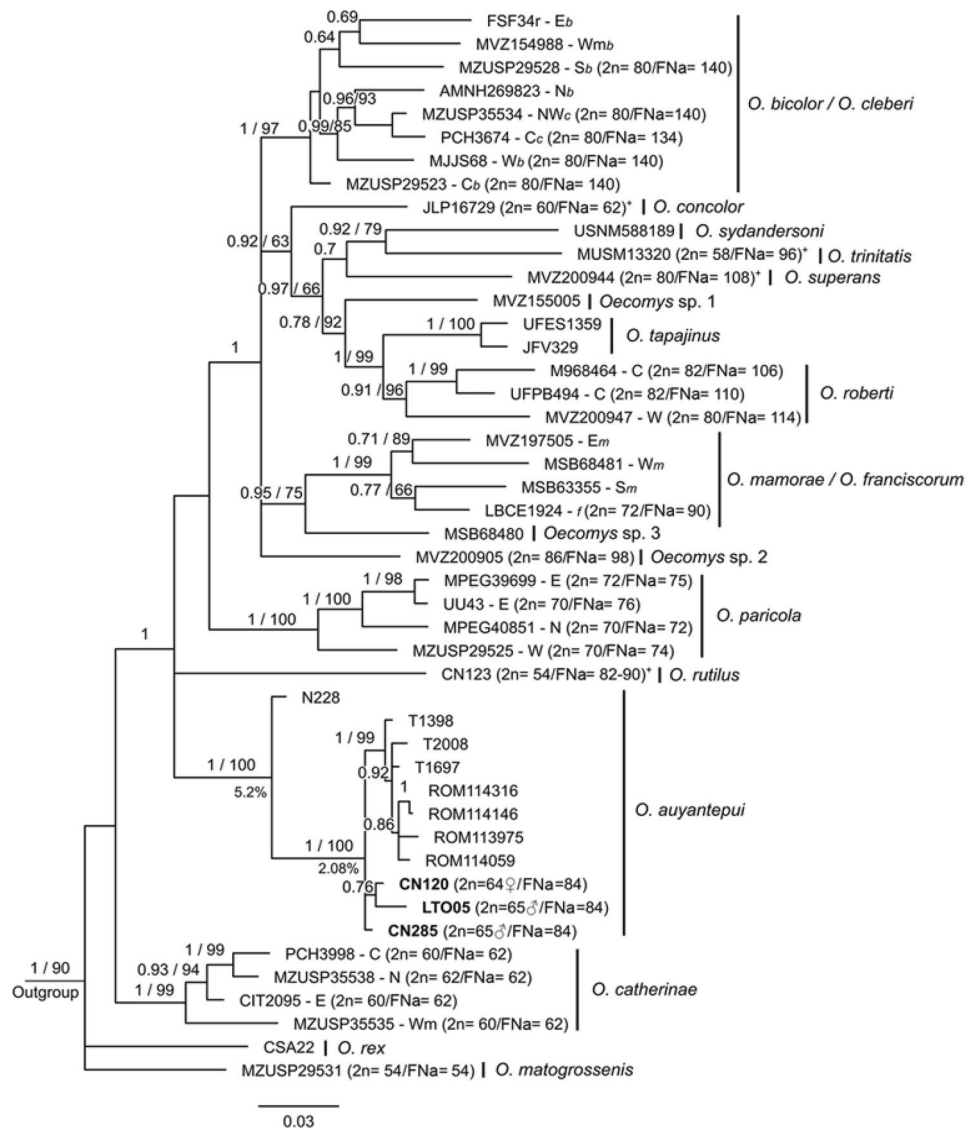 0.69
FSF34r - Eb
0.64
MVZ154988 - Wmb
MZUSP29528 - Sb (2n= 80/FNa= 140)
0.96/93
AMNH269823 - Nb
O. bicolor / O. cleberi
MZUSP35534 - NWc (2n= 80/FNa=140)
1 / 97
0.99/85
PCH3674 - Cc (2n= 80/FNa= 134)
MJJS68 - Wb (2n= 80/FNa= 140)
MZUSP29523 - Cb (2n= 80/FNa= 140)
JLP16729 (2n= 60/FNa= 62)+ O. concolor
0.92 / 79
USNM588189 O. sydandersoni
0.92 / 63
0.7
MUSM13320 (2n= 58/FNa= 96)+ O. trinitatis
0.97 / 66
MVZ200944 (2n= 80/FNa= 108)+ O. superans
MVZ155005 Oecomys sp. 1
0.78 / 92
1 / 100
UFES1359
O. tapajinus
JFV329
1
1 / 99
1 / 99
M968464 - C (2n= 82/FNa= 106)
0.91 / 96
UFPB494 - C (2n= 82/FNa= 110)
O. roberti
MVZ200947 - W (2n= 80/FNa= 114)
0.71 / 89
MVZ197505 - Em
1 / 99
MSB68481 - Wm
O. mamorae / O. franciscorum
0.95 / 75
0.77 / 66
MSB63355 - Sm
LBCE1924 - f (2n= 72/FNa= 90)
MSB68480 Oecomys sp. 3
MVZ200905 (2n= 86/FNa= 98) Oecomys sp. 2
1 / 98
MPEG39699 - E (2n= 72/FNa= 75)
1 / 100
UU43 - E (2n= 70/FNa= 76)
O. paricola
1 / 100
MPEG40851 - N (2n= 70/FNa= 72)
1
MZUSP29525 - W (2n= 70/FNa= 74)
CN123 (2n= 54/FNa= 82-90)+ O. rutilus
N228
T1398
1 / 99
T2008
1 / 100
0.92
T1697
5.2%
1
ROM114316
O. auyantepui
ROM114146
0.86
ROM113975
1 / 100
ROM114059
2.08%
0.76
CN120 (2n=64♀/FNa=84)
LTO05 (2n=65♂/FNa=84)
CN285 (2n=65♂/FNa=84)
1 / 99
PCH3998 - C (2n= 60/FNa= 62)
0.93 / 94
1 / 90
MZUSP35538 - N (2n= 62/FNa= 62)
O. catherinae
Outgroup
1 / 99
CIT2095 - E (2n= 60/FNa= 62)
MZUSP35535 - Wm (2n= 60/FNa= 62)
CSA22 O. rex
MZUSP29531 (2n= 54/FNa= 54) O. matogrossenis
0.03